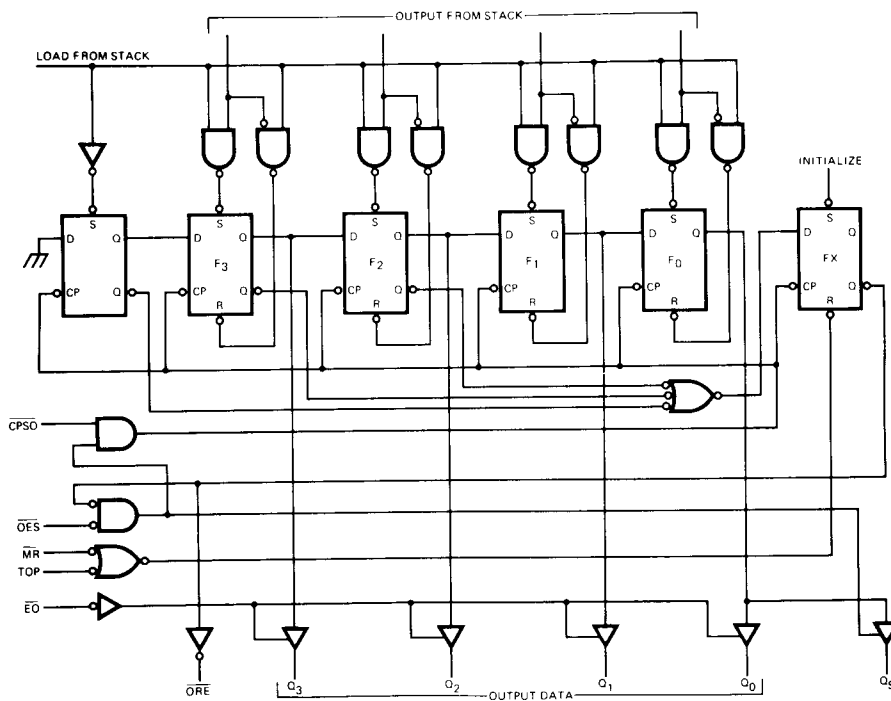 OUTPUT FROM STACK
LOAD FROM STACK
INITIALIZE
S S S S S S
D Q D Q D Q D Q D Q D Q
F3 F2 F1 F0 FX
CP Q CP Q CP Q CP CP CP Q
R R R R R
CPSO
OES
MR
TOP
EO
ORE Q3 Q2 Q1 Q0 QS
OUTPUT DATA